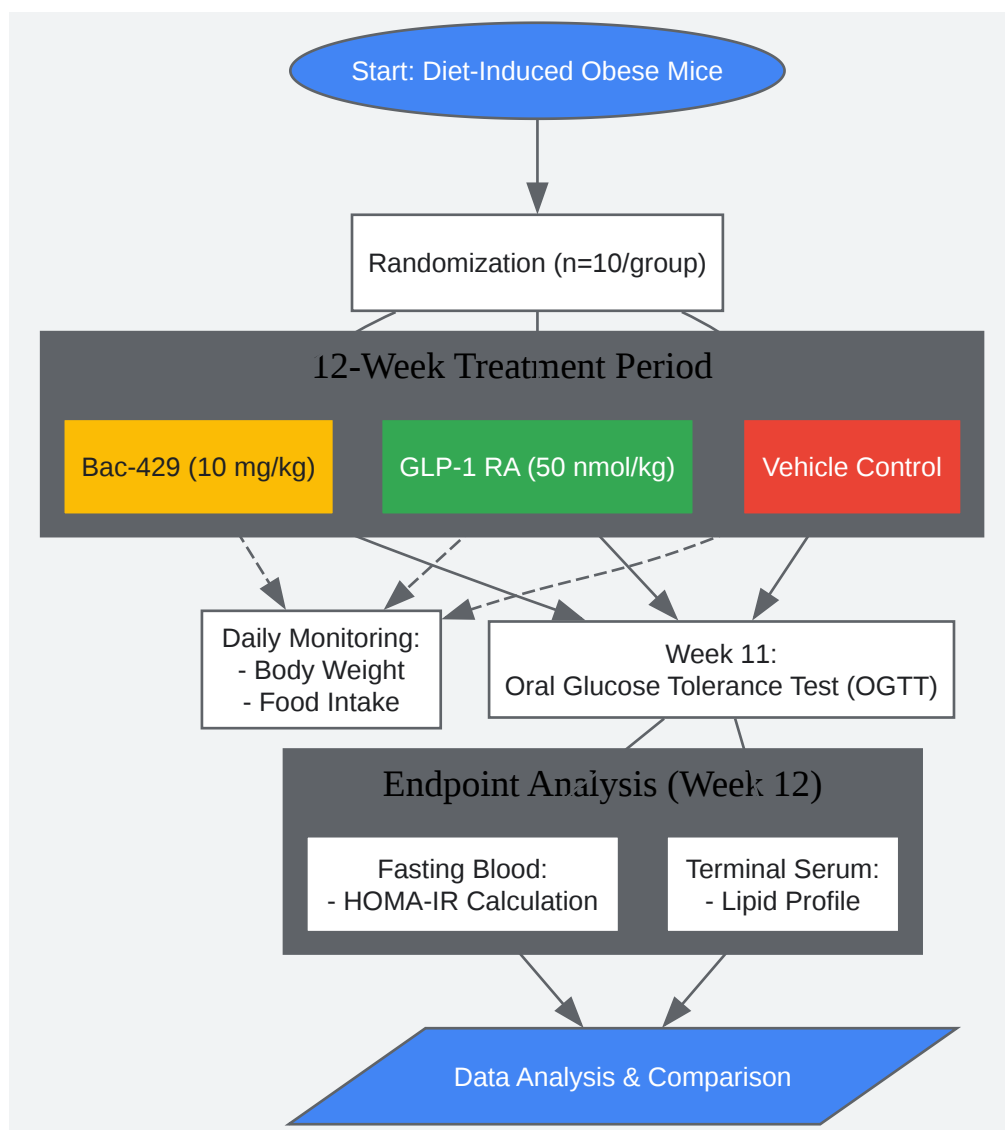 Start: Diet-Induced Obese Mice
Randomization (n=10/group)
12-Week Treatment Period
Bac-429 (10 mg/kg)
GLP-1 RA (50 nmol/kg)
Vehicle Control
Daily Monitoring:
- Body Weight
- Food Intake
Week 11:
Oral Glucose Tolerance Test (OGTT)
Endpoint Analysis (Week 12)
Fasting Blood:
- HOMA-IR Calculation
Terminal Serum:
- Lipid Profile
Data Analysis & Comparison